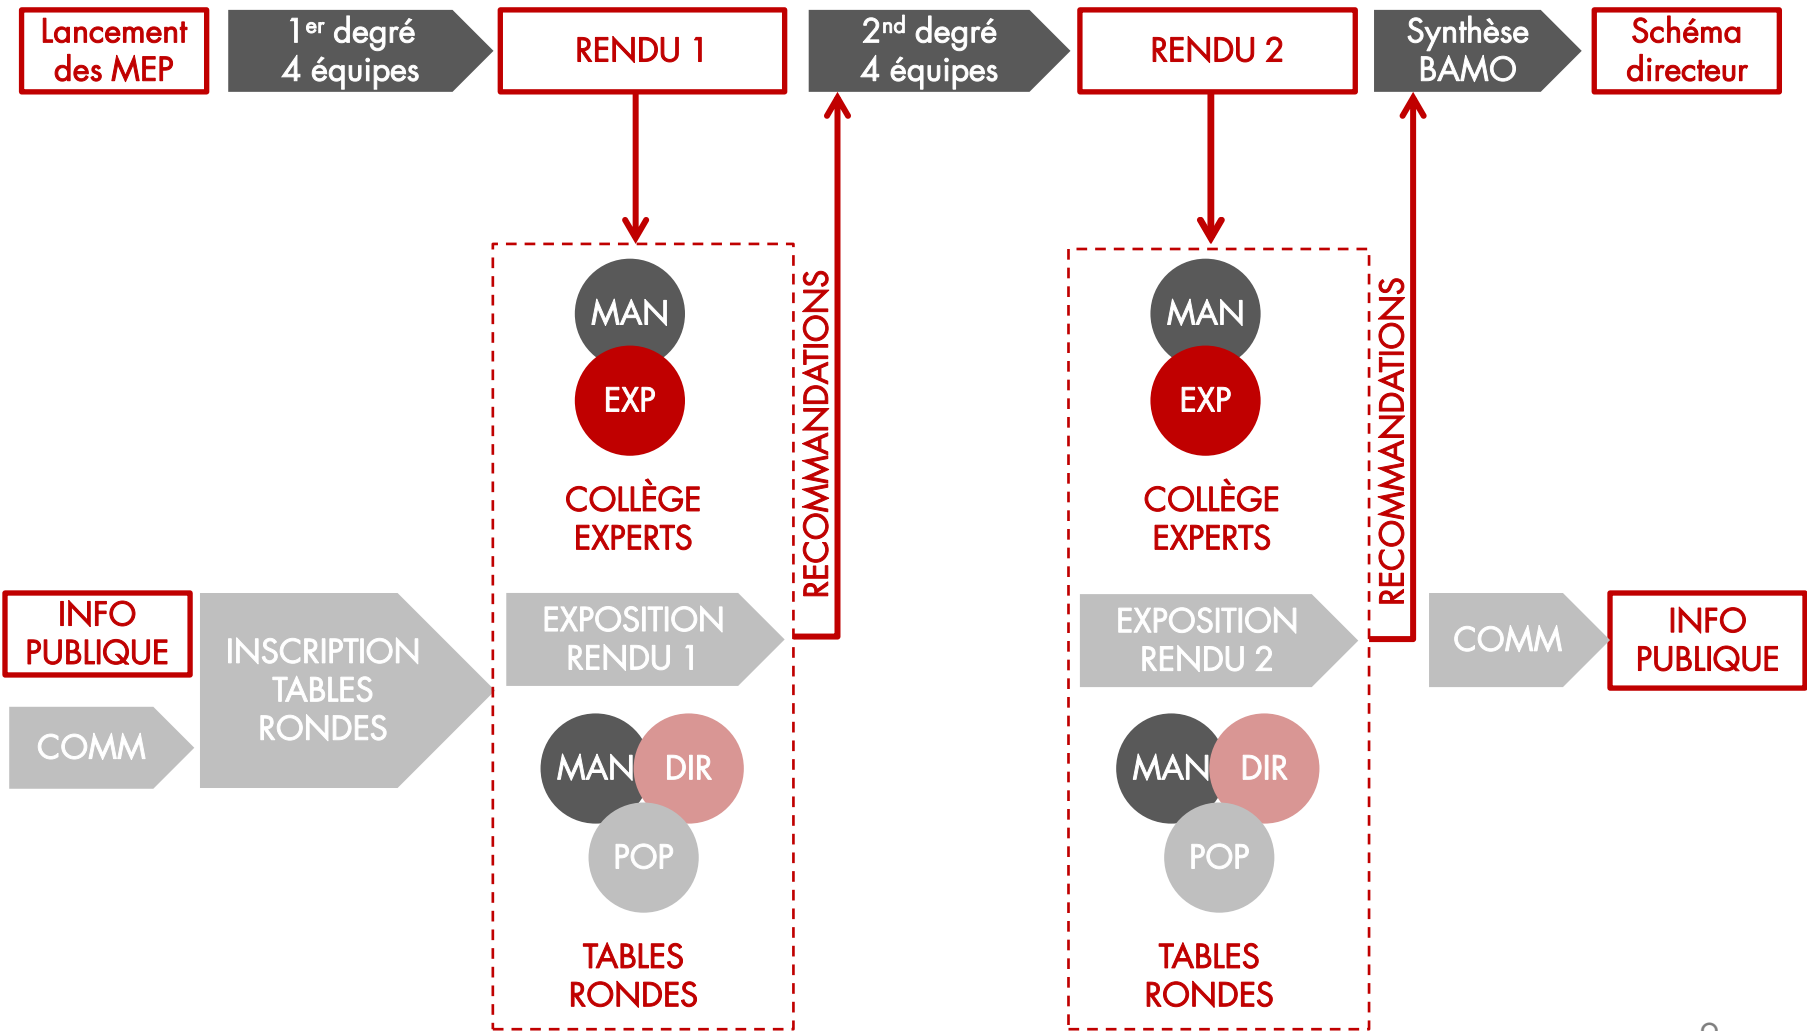 Lancement
des MEP
1er degré
4 équipes
RENDU 1
2nd degré
4 équipes
RENDU 2
Synthèse
BAMO
Schéma
directeur
MAN
EXP
COLLÈGE
EXPERTS
RECOMMANDATIONS
MAN
EXP
COLLÈGE
EXPERTS
RECOMMANDATIONS
INFO
PUBLIQUE
COMM
INSCRIPTION
TABLES
RONDES
EXPOSITION
RENDU 1
MAN
DIR
POP
TABLES
RONDES
EXPOSITION
RENDU 2
MAN
DIR
POP
TABLES
RONDES
COMM
INFO
PUBLIQUE